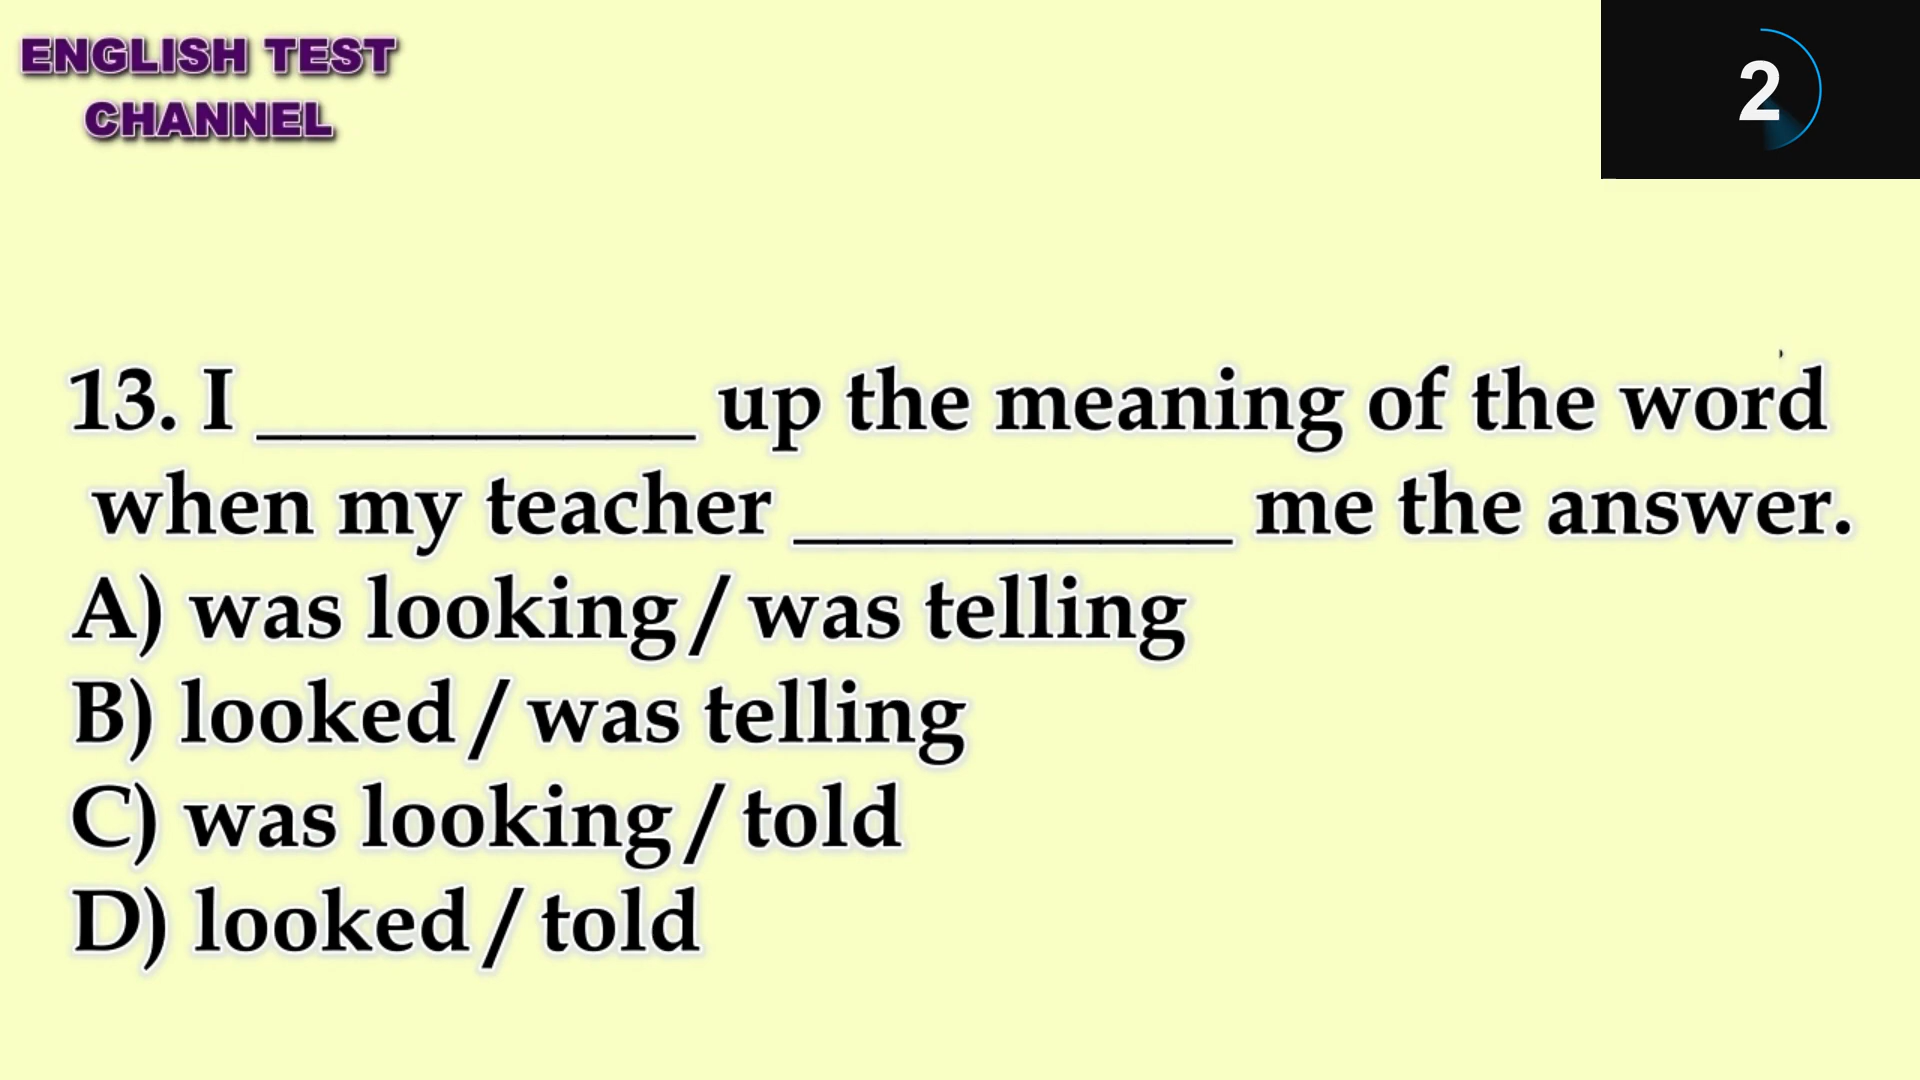 ENGLISH TEST
CHANNEL
2
13. I __________ up the meaning of the word
when my teacher __________ me the answer.
A) was looking / was telling
B) looked / was telling
C) was looking / told
D) looked / told